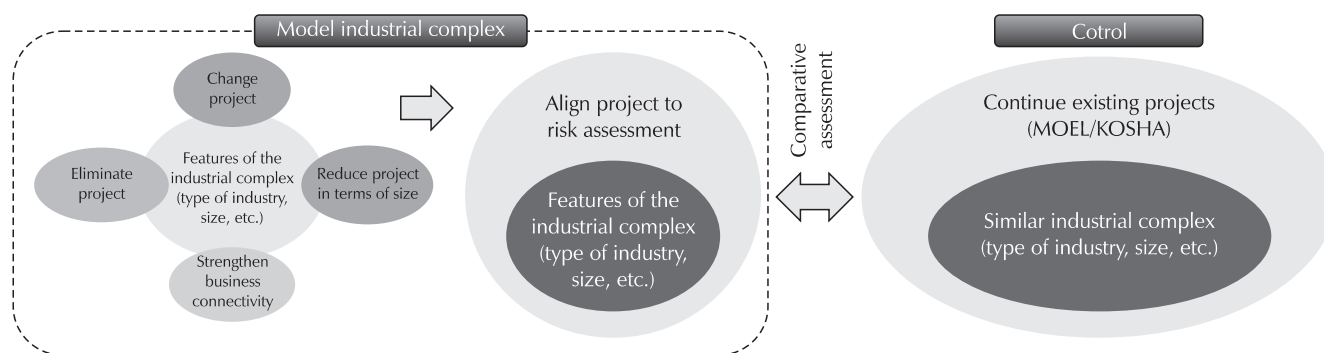 Model industrial complex
Change
project
Eliminate
project
Features of the
industrial complex
(type of industry,
size, etc.)
Reduce project
in terms of size
Strengthen
business
connectivity
Align project to
risk assessment
Features of the
industrial complex
(type of industry,
size, etc.)
Comparative
assessment
Cotrol
Continue existing projects
(MOEL/KOSHA)
Similar industrial complex
(type of industry, size, etc.)